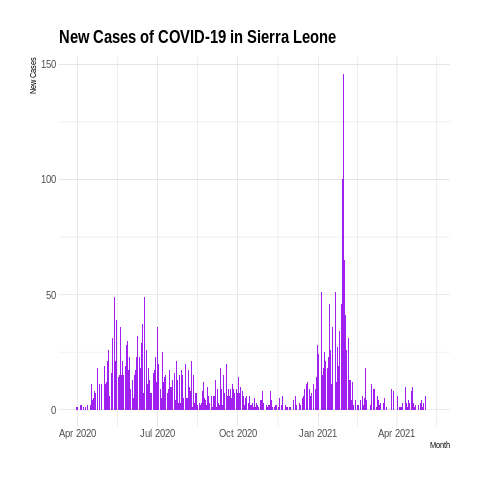 New Cases of COVID-19 in Sierra Leone
New Cases
150
100
50
0
Apr 2020 Jul 2020 Oct 2020 Jan 2021 Apr 2021
Month